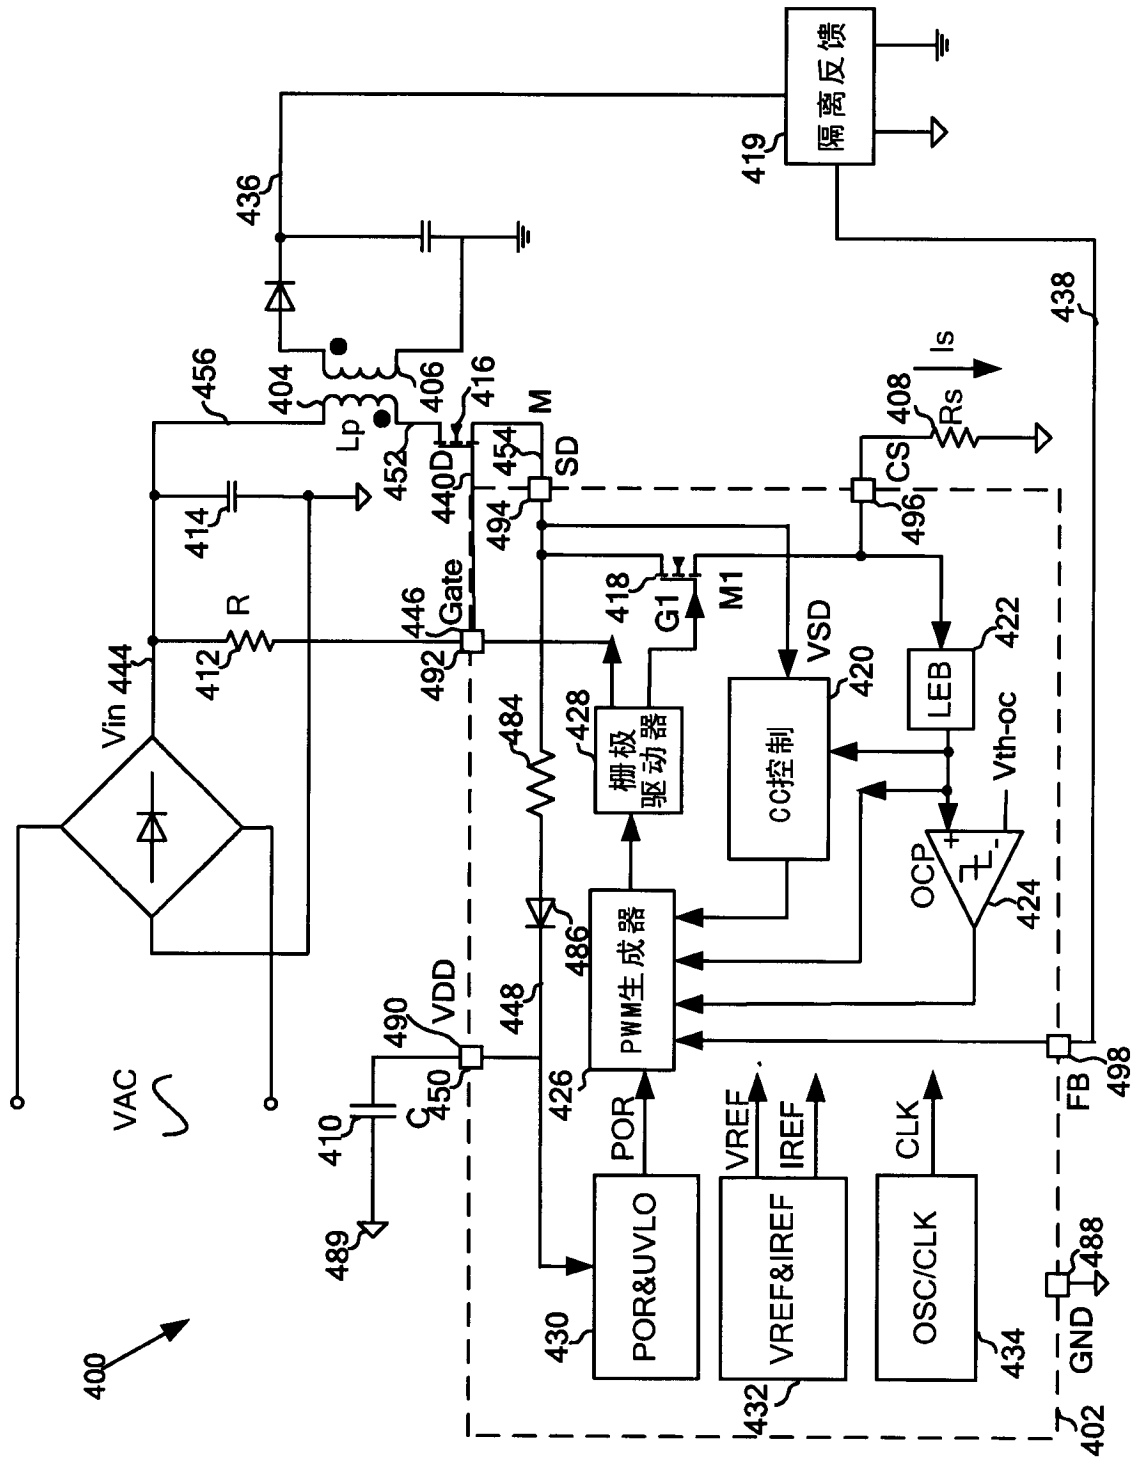 400
VAC
Vin
444
R
412
414
456
404
Lp
406
452
416
440D
M
454
SD
494
436
419
隔离反馈
438
446
Gate
492
484
448
486
VDD
490
450
C
410
489
418
G1
M1
VSD
428
栅极
驱动器
CC控制
420
LEB
422
Vth-oc
OCP
+
-
424
CS
496
408
Rs
Is
PWM生成器
426
POR
POR&UVLO
430
VREF
IREF
VREF&IREF
432
CLK
OSC/CLK
434
FB
498
GND
488
402